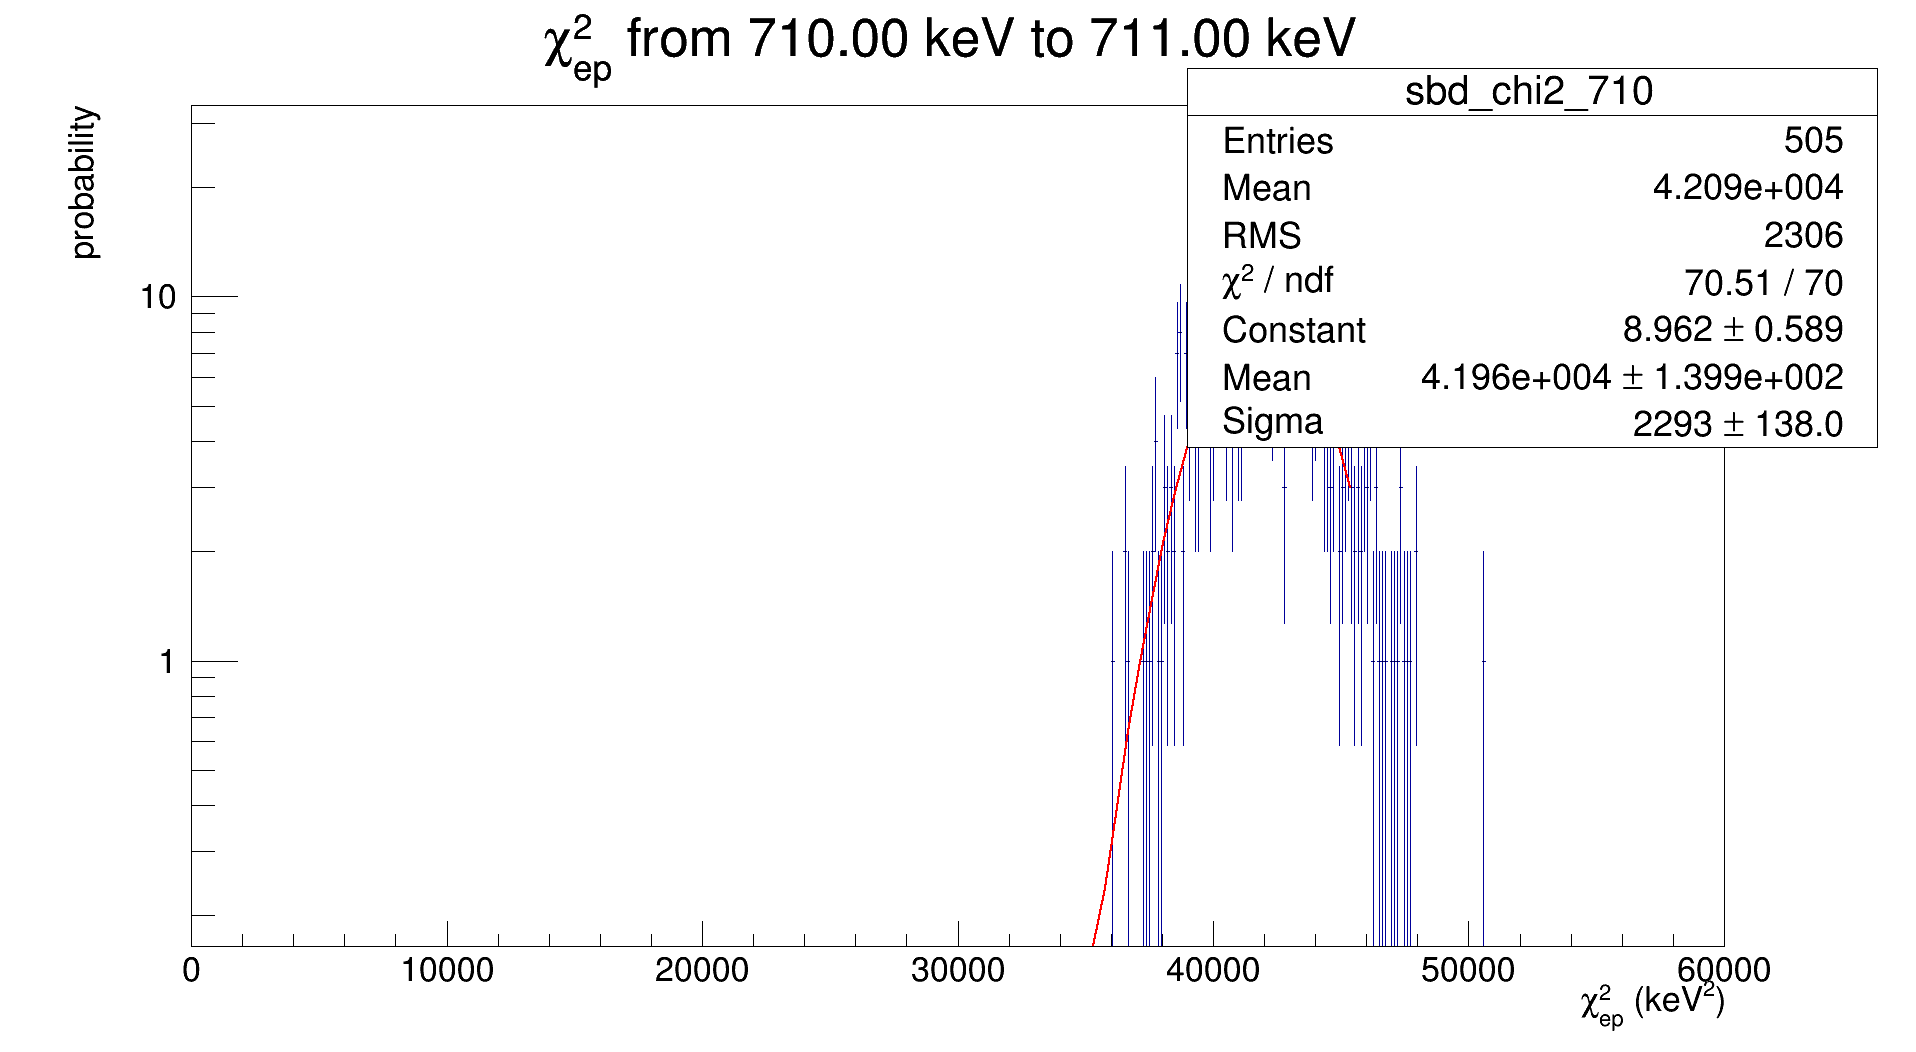 χ²ep from 710.00 keV to 711.00 keV
sbd_chi2_710
Entries 505
Mean 4.209e+004
RMS 2306
χ² / ndf 70.51 / 70
Constant 8.962 ± 0.589
Mean 4.196e+004 ± 1.399e+002
Sigma 2293 ± 138.0
probability
10
1
0 10000 20000 30000 40000 50000 60000
χ²ep (keV²)